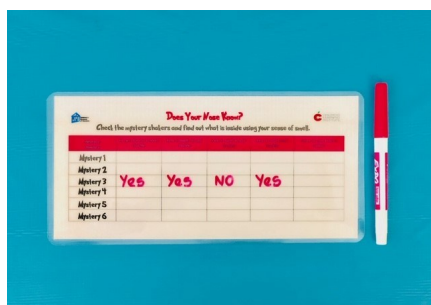 Does Your Nose Know?
Check the mystery shakers and find out what is inside using your sense of smell.
Mystery 1
Mystery 2
Mystery 3 Yes Yes NO Yes
Mystery 4
Mystery 5
Mystery 6